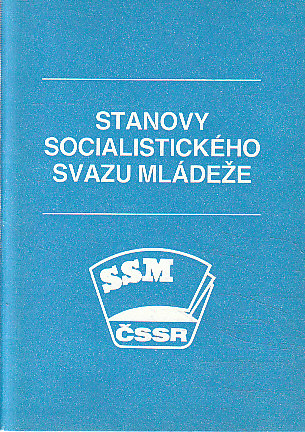 STANOVY
SOCIALISTICKÉHO
SVAZU MLÁDEŽE
SSM
ČSSR